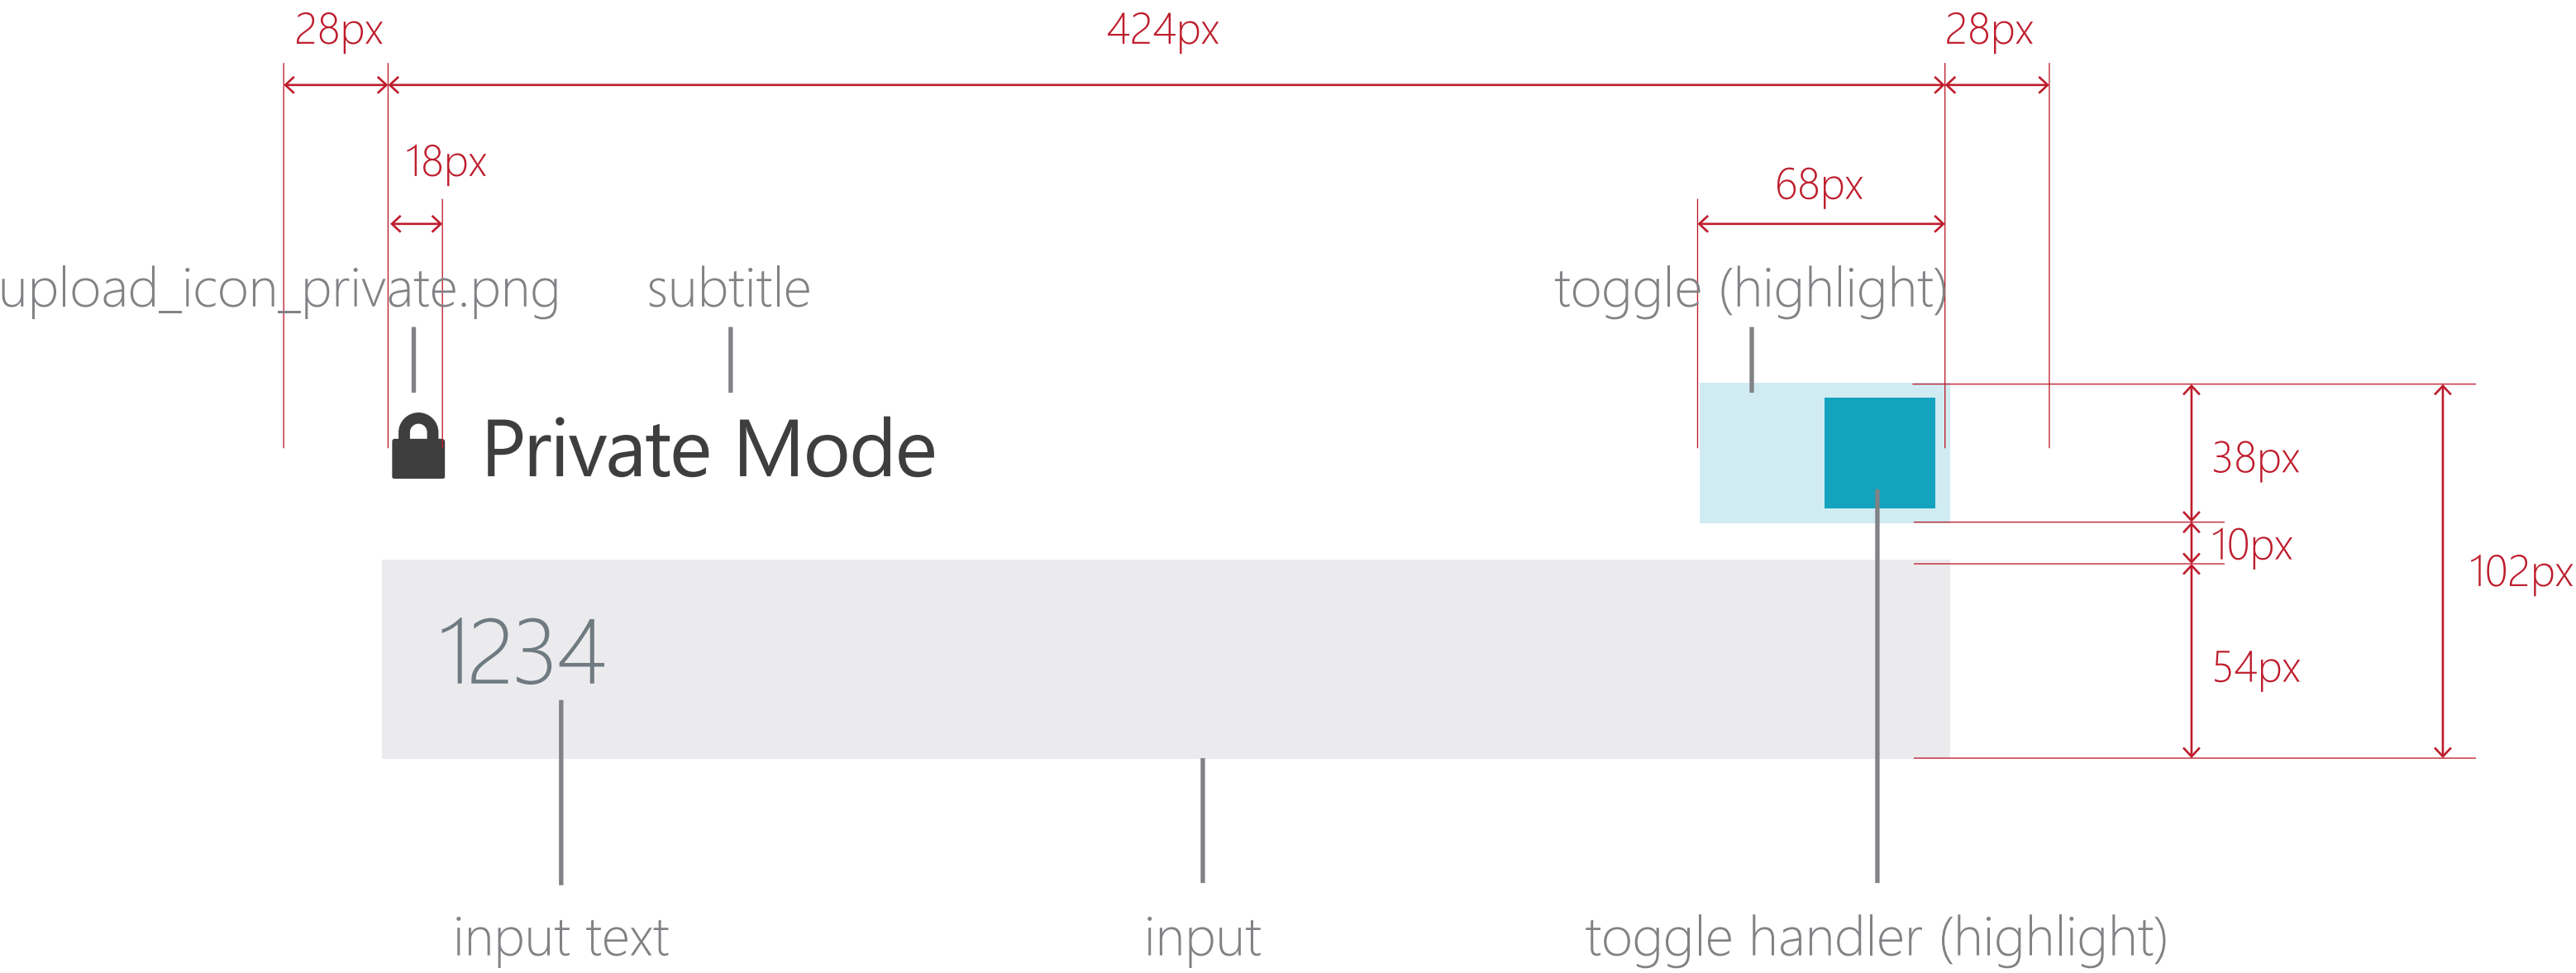 28px
424px
28px
18px
68px
upload_icon_private.png
subtitle
toggle (highlight)
Private Mode
38px
10px
102px
1234
54px
input text
input
toggle handler (highlight)